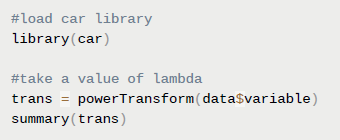 #load car library
library(car)
#take a value of lambda
trans = powerTransform(data$variable)
summary(trans)